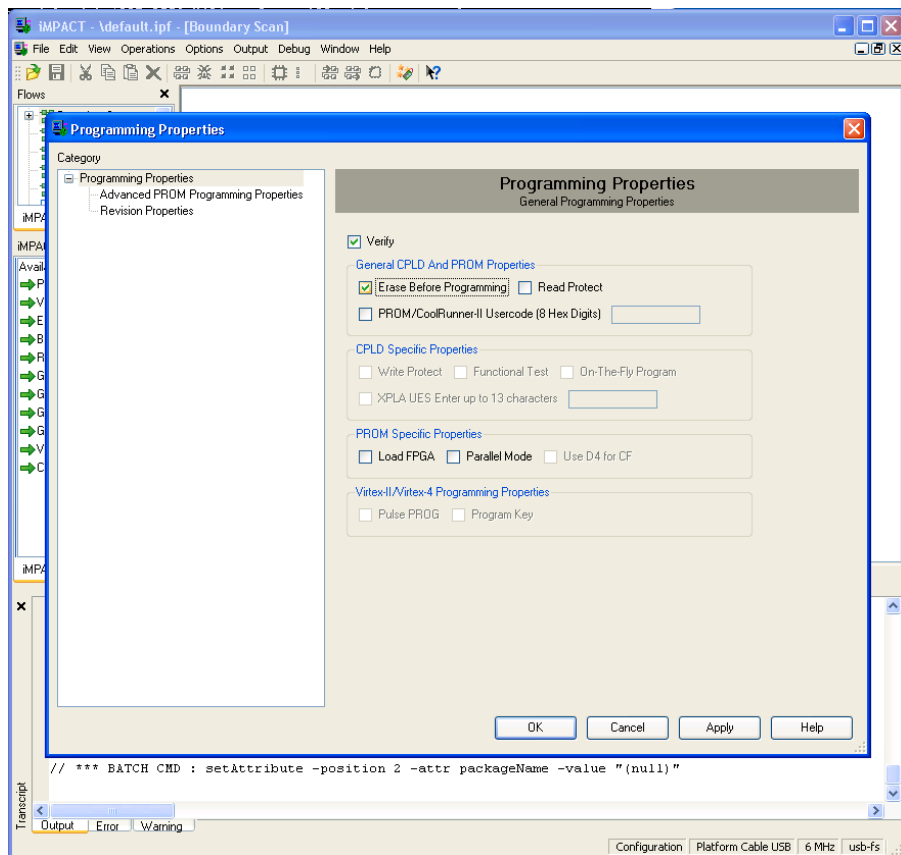 iMPACT - \default.ipf - [Boundary Scan]
File Edit View Operations Options Output Debug Window Help
Flows
Programming Properties
Category
Programming Properties
Advanced PROM Programming Properties
Revision Properties
Programming Properties
General Programming Properties
Verify
General CPLD And PROM Properties
Erase Before Programming Read Protect
PROM/CoolRunner-II Usercode (8 Hex Digits)
CPLD Specific Properties
Write Protect Functional Test On-The-Fly Program
XPLA UES Enter up to 13 characters
PROM Specific Properties
Load FPGA Parallel Mode Use D4 for CF
Virtex-II/Virtex-4 Programming Properties
Pulse PROG Program Key
OK Cancel Apply Help
// *** BATCH CMD : setAttribute -position 2 -attr packageName -value "(null)"
Transcript
Output Error Warning
Configuration Platform Cable USB 6 MHz usb-fs